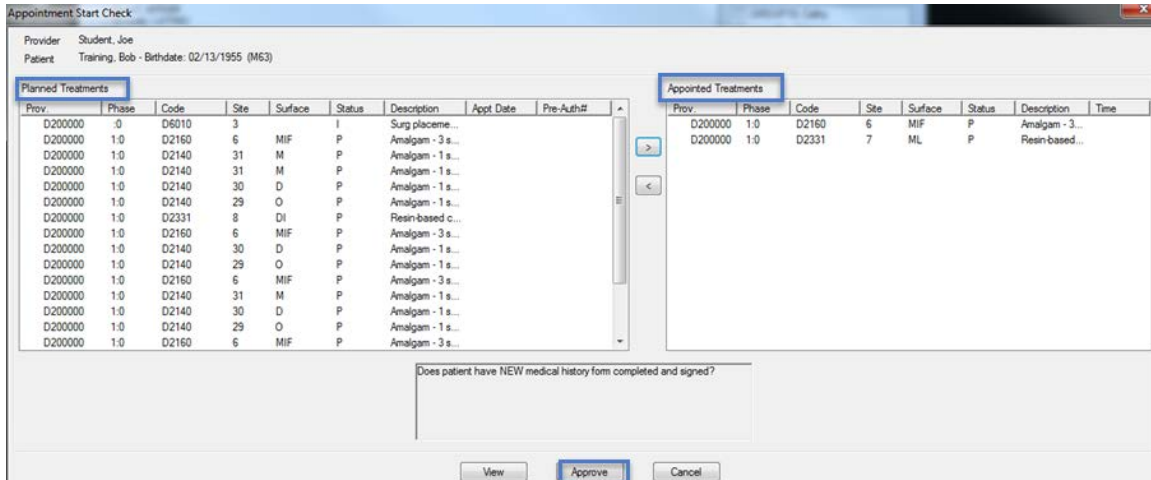 Appointment Start Check
Provider Student, Joe
Patient Training, Bob - Birthdate: 02/13/1955 (M63)
Planned Treatments
Prov. Phase Code Site Surface Status Description Appt Date Pre-Auth#
D200000 :0 D6010 3 I Surg placeme...
D200000 1:0 D2160 6 MIF P Amalgam - 3 s...
D200000 1:0 D2140 31 M P Amalgam - 1 s...
D200000 1:0 D2140 31 M P Amalgam - 1 s...
D200000 1:0 D2140 30 D P Amalgam - 1 s...
D200000 1:0 D2140 29 O P Amalgam - 1 s...
D200000 1:0 D2331 8 DI P Resin-based c...
D200000 1:0 D2160 6 MIF P Amalgam - 3 s...
D200000 1:0 D2140 30 D P Amalgam - 1 s...
D200000 1:0 D2140 29 O P Amalgam - 1 s...
D200000 1:0 D2160 6 MIF P Amalgam - 3 s...
D200000 1:0 D2140 31 M P Amalgam - 1 s...
D200000 1:0 D2140 30 D P Amalgam - 1 s...
D200000 1:0 D2140 29 O P Amalgam - 1 s...
D200000 1:0 D2160 6 MIF P Amalgam - 3 s...
>
<
Appointed Treatments
Prov. Phase Code Site Surface Status Description Time
D200000 1:0 D2160 6 MIF P Amalgam - 3...
D200000 1:0 D2331 7 ML P Resin-based...
Does patient have NEW medical history form completed and signed?
View Approve Cancel